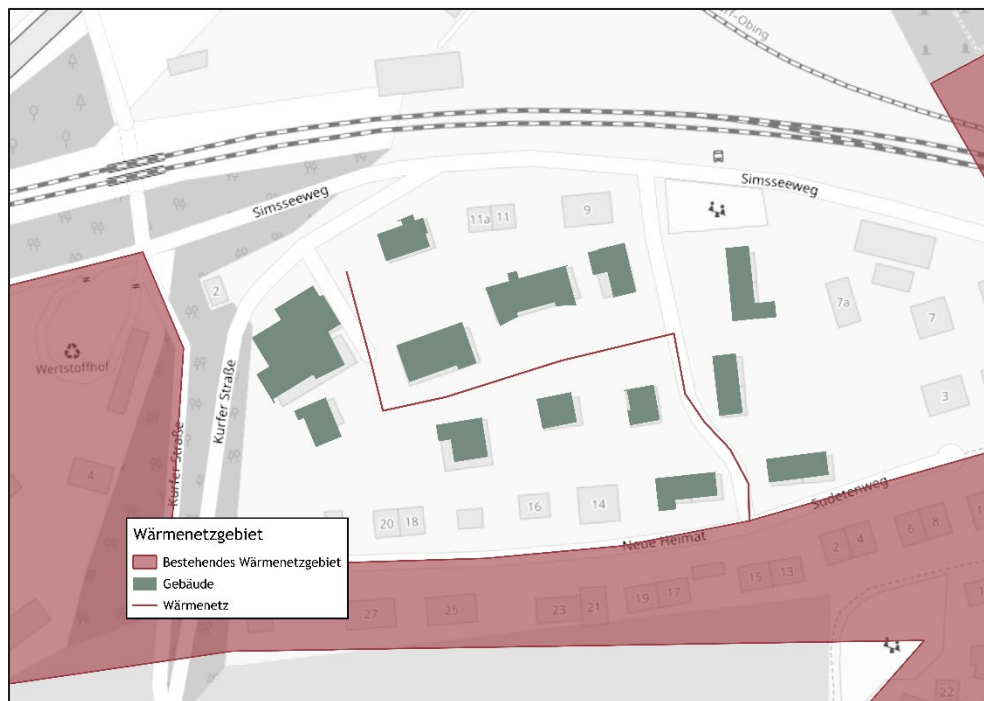 rf-Obing
Simsseeweg
Simsseeweg
11a
11
9
2
7a
7
3
Wertstoffhof
Kurfer Straße
Kurfer Straße
4
Sudetenweg
20
18
16
14
Neue Heimat
6
8
2
4
15
13
19
17
21
23
25
27
22
Wärmenetzgebiet
Bestehendes Wärmenetzgebiet
Gebäude
Wärmenetz